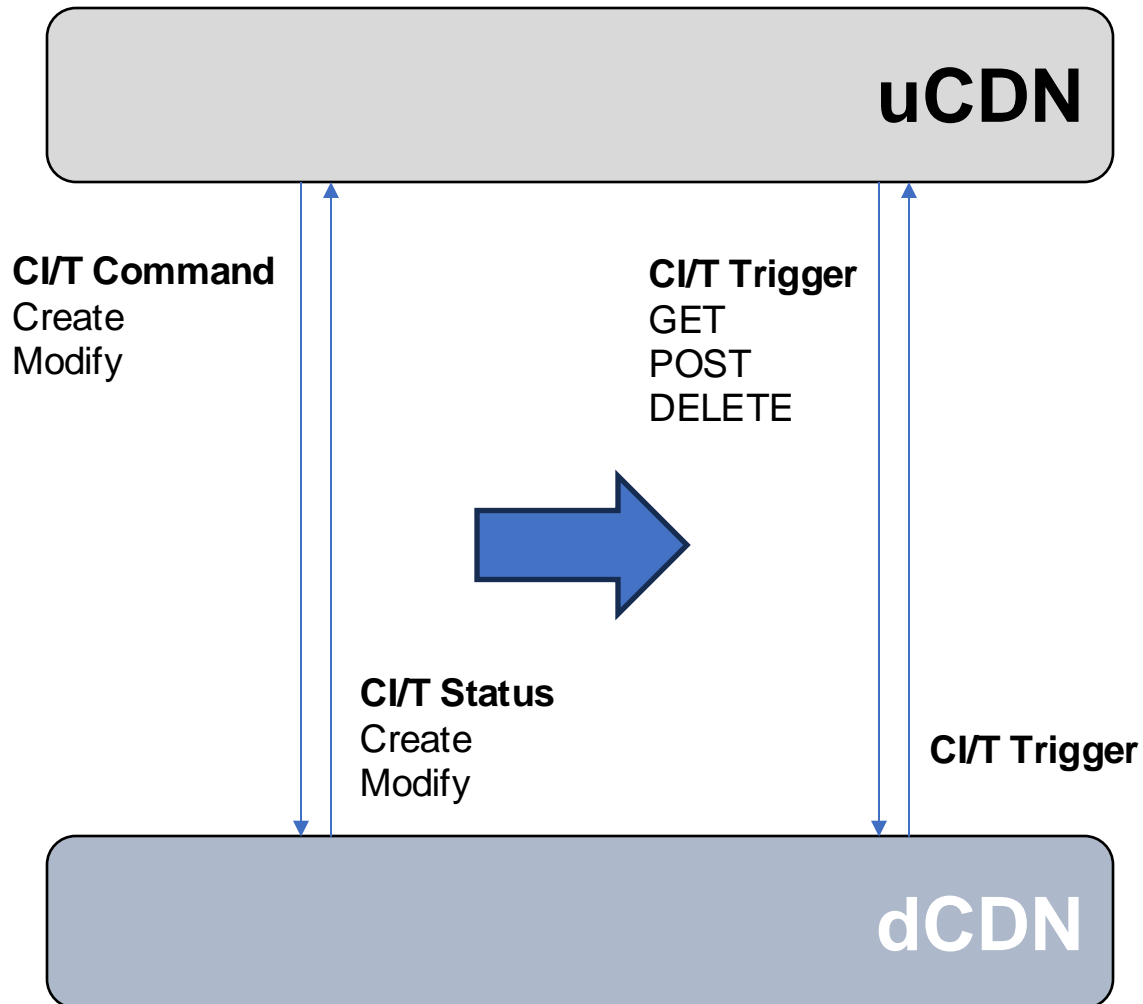 uCDN
CI/T Command
Create
Modify
CI/T Trigger
GET
POST
DELETE
CI/T Status
Create
Modify
CI/T Trigger
dCDN